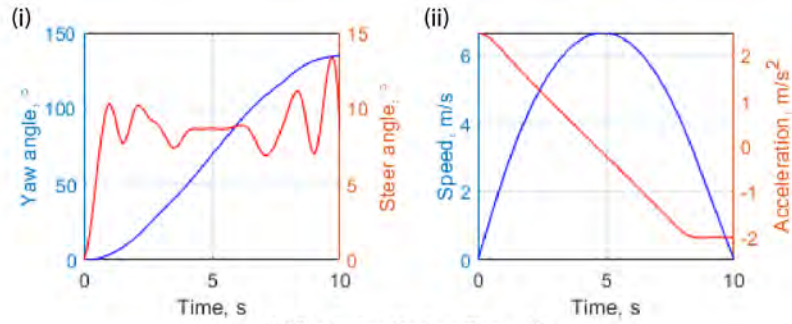 (i)
150
100
50
0
Yaw angle, °
15
10
5
0
Steer angle, °
0
5
10
Time, s
(ii)
6
4
2
0
Speed, m/s
2
1
0
-1
-2
Acceleration, m/s²
0
5
10
Time, s